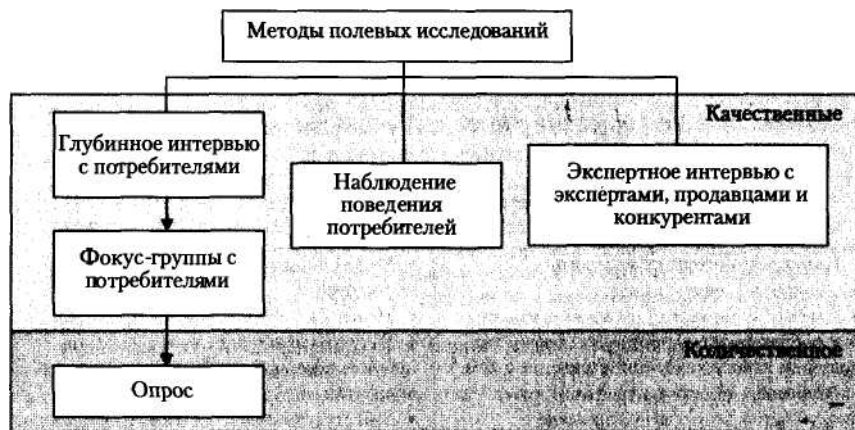 Методы полевых исследований
Качественные
Глубинное интервью
с потребителями
Наблюдение
поведения
потребителей
Экспертное интервью с
экспертами, продавцами и
конкурентами
Фокус-группы с
потребителями
Количественное
Опрос